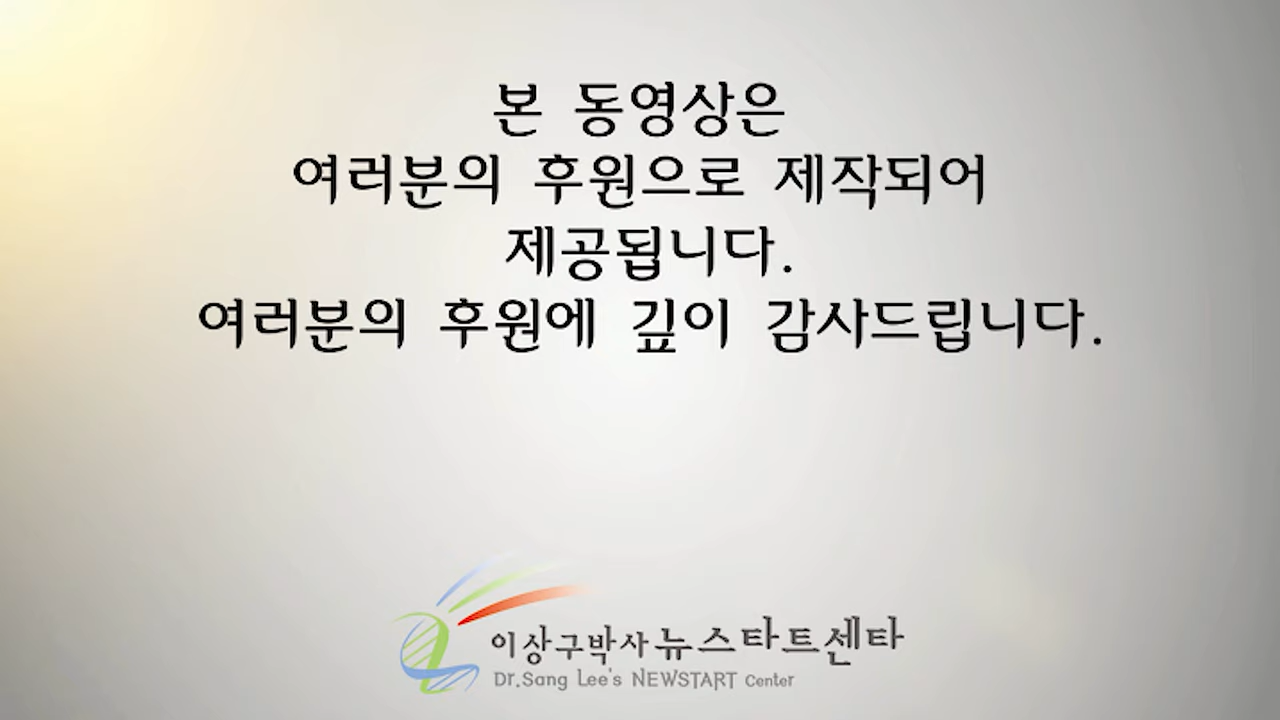 본 동영상은
여러분의 후원으로 제작되어
제공됩니다.
여러분의 후원에 깊이 감사드립니다.
이상구박사 뉴스타트센타
Dr.Sang Lee's NEWSTART Center